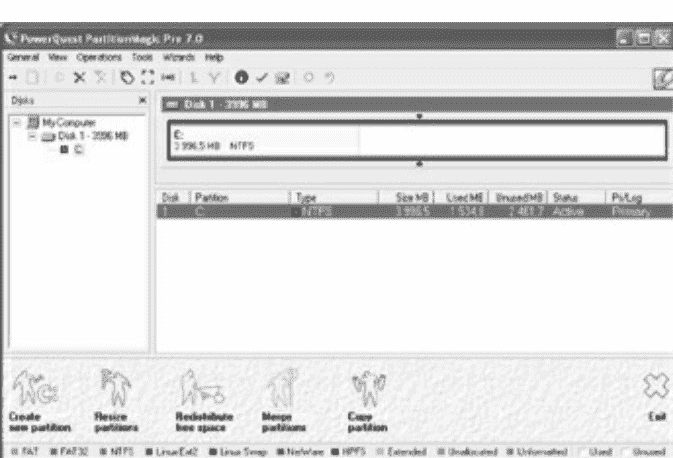 PowerQuest PartitionMagic Pro 7.0
General View Operations Tools Wizards Help
Disks
My Computer
Disk 1 - 3996 MB
C:
Disk 1 - 3996 MB
C:
3 996,5 MB NTFS
Disk Partition Type Size MB Used MB Unused MB Status Pri/Log
1 C: NTFS 3 996,5 1 534,8 2 461,7 Active Primary
Create new partition
Resize partitions
Redistribute free space
Merge partitions
Copy partition
Exit
FAT FAT32 NTFS Linux Ext2 Linux Swap NetWare HPFS Extended Unallocated Unformatted Used Unused